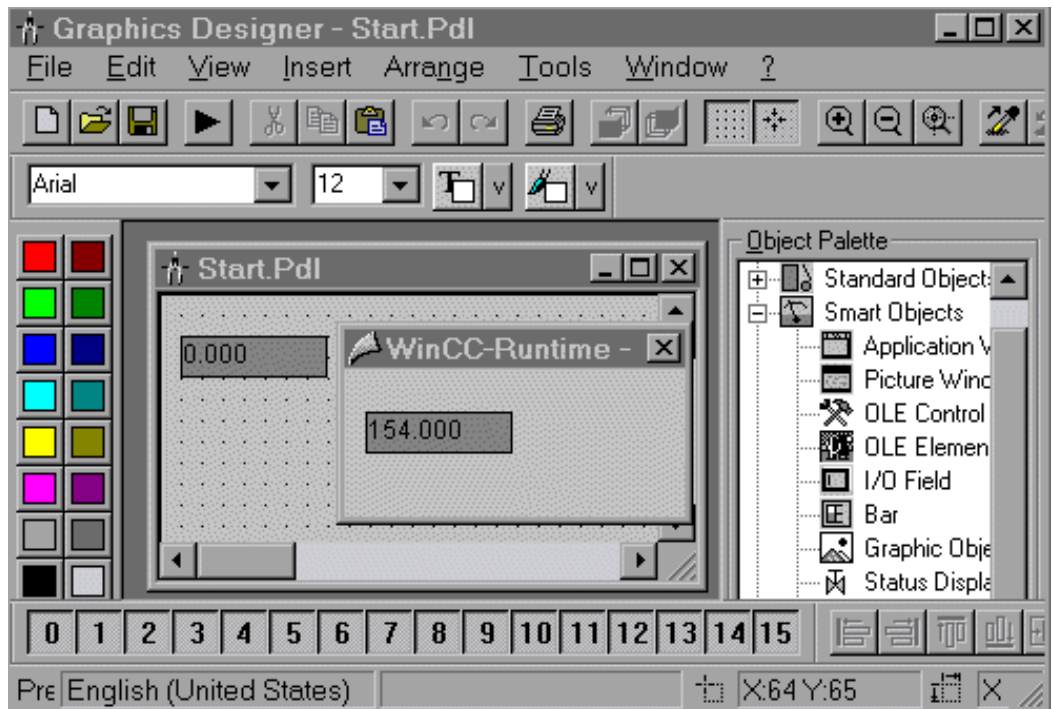 Graphics Designer - Start.Pdl
File Edit View Insert Arrange Tools Window ?
Arial 12 T v v
Object Palette
Start.Pdl
Standard Object
Smart Objects
0.000
WinCC-Runtime -
Application
Picture Winc
154.000
OLE Control
OLE Elemen
I/O Field
Bar
Graphic Obje
Status Displa
0 1 2 3 4 5 6 7 8 9 10 11 12 13 14 15
Pre English (United States) X:64 Y:65 X